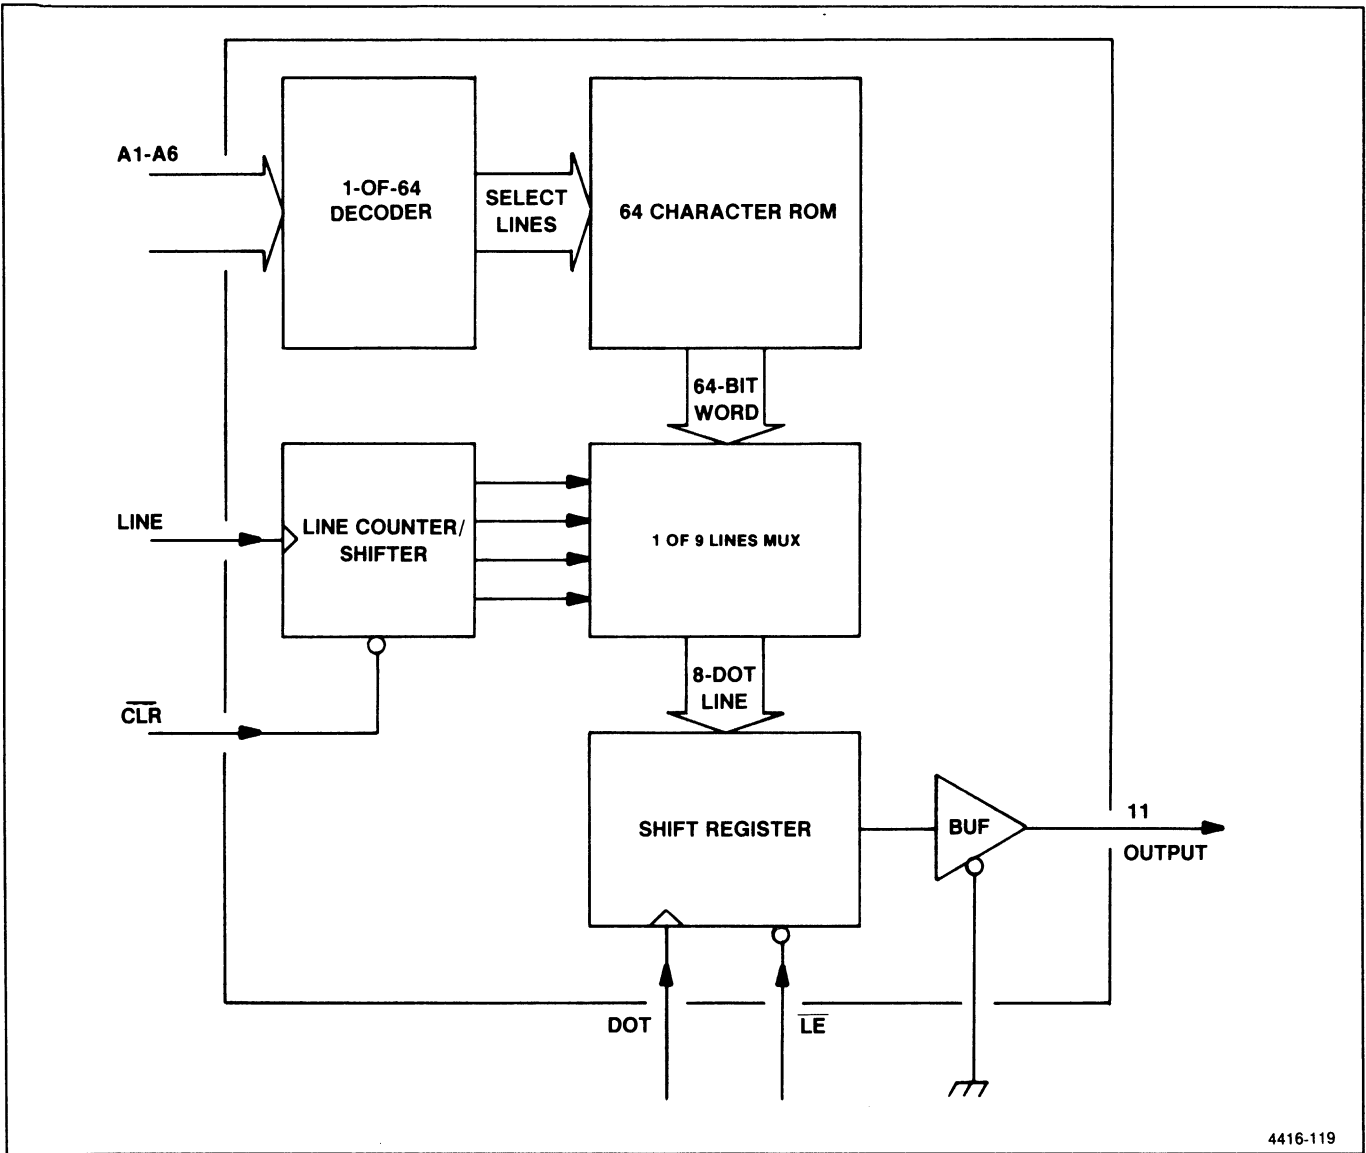 A1-A6
1-OF-64
DECODER
SELECT
LINES
64 CHARACTER ROM
64-BIT
WORD
LINE
LINE COUNTER/
SHIFTER
1 OF 9 LINES MUX
CLR
8-DOT
LINE
SHIFT REGISTER
BUF
11
OUTPUT
DOT
LE
4416-119